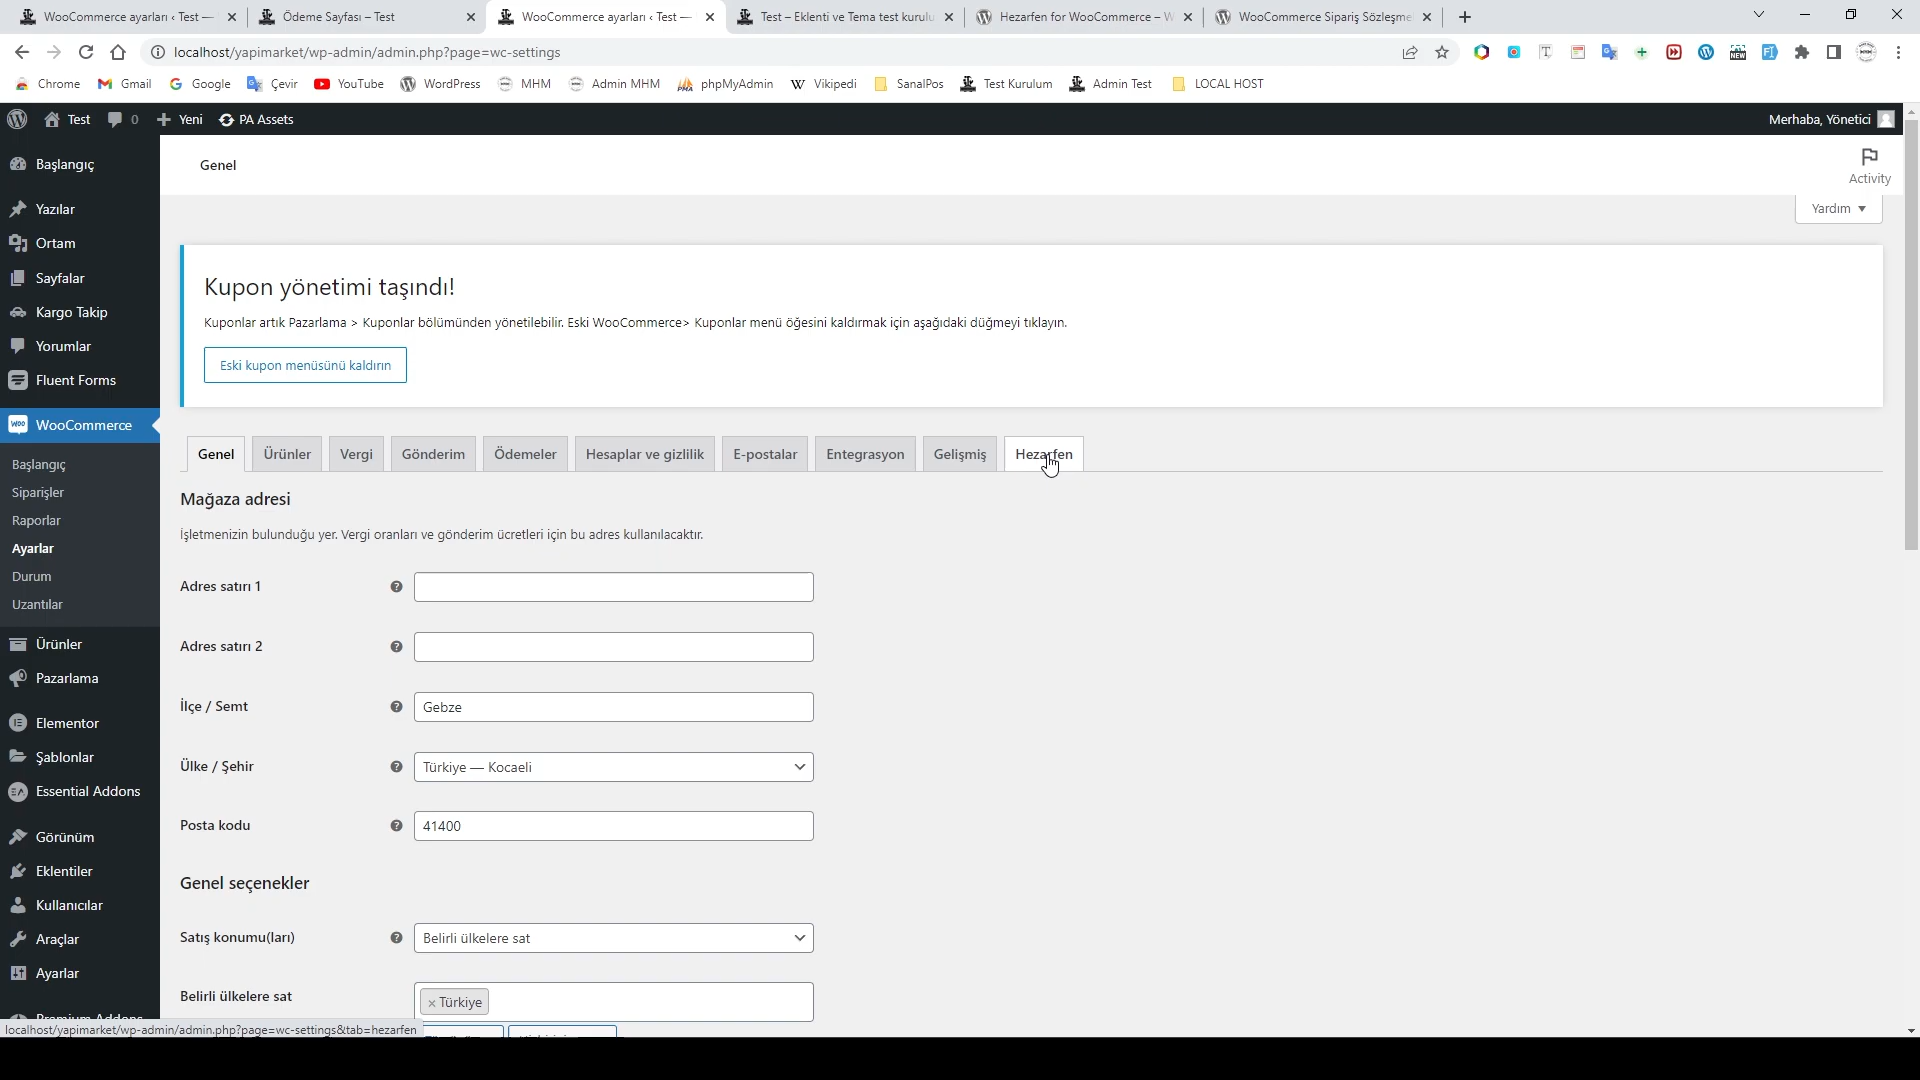 WooCommerce ayarları ‹ Test —
Ödeme Sayfası – Test
WooCommerce ayarları ‹ Test —
Test – Eklenti ve Tema test kurulu
Hezarfen for WooCommerce – W
WooCommerce Sipariş Sözleşme
localhost/yapimarket/wp-admin/admin.php?page=wc-settings
Chrome
Gmail
Google
Çevir
YouTube
WordPress
MHM
Admin MHM
phpMyAdmin
Vikipedi
SanalPos
Test Kurulum
Admin Test
LOCAL HOST
Test
0
Yeni
PA Assets
Merhaba, Yönetici
Başlangıç
Yazılar
Ortam
Sayfalar
Kargo Takip
Yorumlar
Fluent Forms
WooCommerce
Başlangıç
Siparişler
Raporlar
Ayarlar
Durum
Uzantılar
Ürünler
Pazarlama
Elementor
Şablonlar
Essential Addons
Görünüm
Eklentiler
Kullanıcılar
Araçlar
Ayarlar
Premium Addons
Genel
Activity
Yardım
Kupon yönetimi taşındı!
Kuponlar artık Pazarlama > Kuponlar bölümünden yönetilebilir. Eski WooCommerce> Kuponlar menü öğesini kaldırmak için aşağıdaki düğmeyi tıklayın.
Eski kupon menüsünü kaldırın
Genel
Ürünler
Vergi
Gönderim
Ödemeler
Hesaplar ve gizlilik
E-postalar
Entegrasyon
Gelişmiş
Hezarfen
Mağaza adresi
İşletmenizin bulunduğu yer. Vergi oranları ve gönderim ücretleri için bu adres kullanılacaktır.
Adres satırı 1
Adres satırı 2
İlçe / Semt
Gebze
Ülke / Şehir
Türkiye — Kocaeli
Posta kodu
41400
Genel seçenekler
Satış konumu(ları)
Belirli ülkelere sat
Belirli ülkelere sat
× Türkiye
localhost/yapimarket/wp-admin/admin.php?page=wc-settings&tab=hezarfen